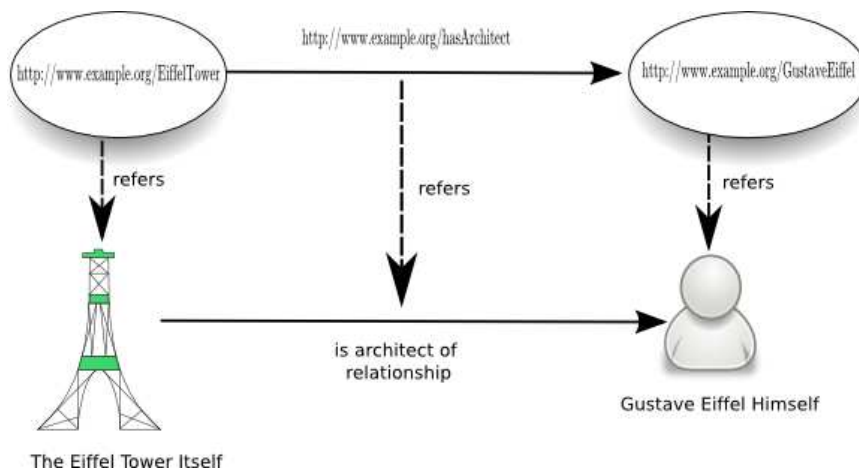 http://www.example.org/hasArchitect
http://www.example.org/EiffelTower
http://www.example.org/GustaveEiffel
refers
refers
refers
is architect of
relationship
Gustave Eiffel Himself
The Eiffel Tower Itself